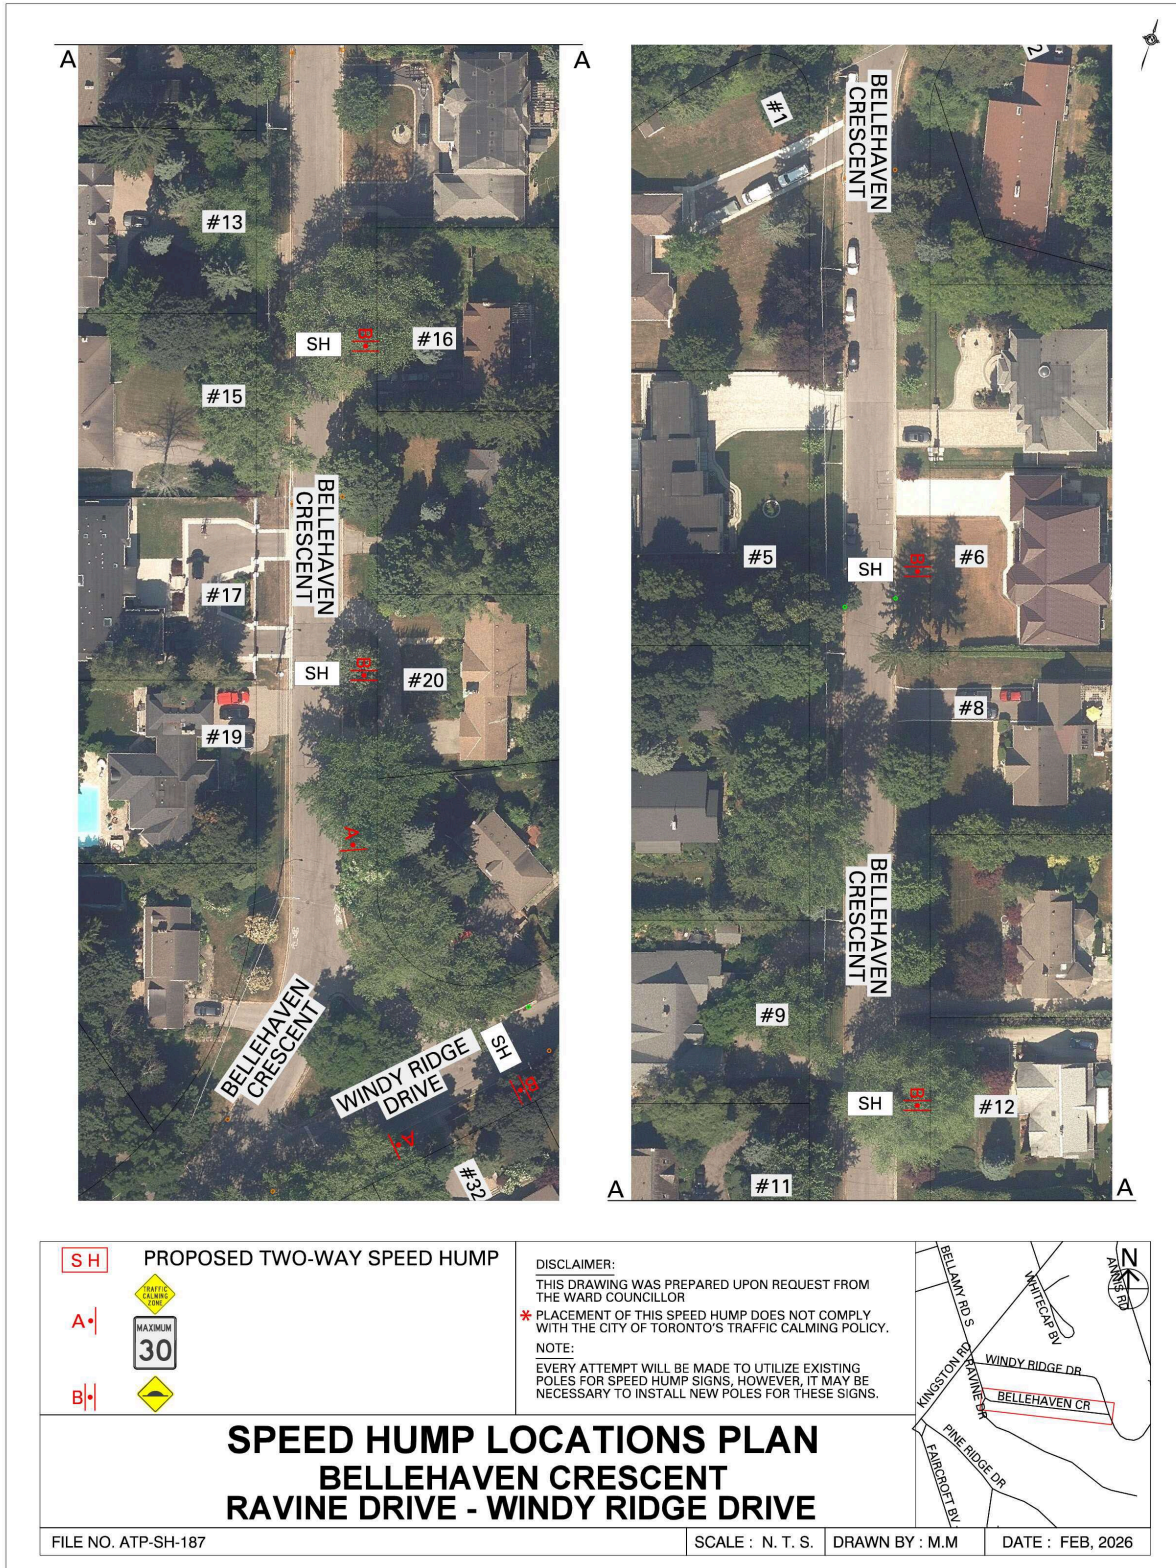 A
A
#13
SH
B
#16
#15
BELLEHAVEN
CRESCENT
#17
SH
B
#20
#19
A
BELLEHAVEN
CRESCENT
WINDY RIDGE
DRIVE
SH
B
A
#32
2
#1
BELLEHAVEN
CRESCENT
#5
SH
B
#6
#8
BELLEHAVEN
CRESCENT
#9
SH
B
#12
#11
A
A
SH
PROPOSED TWO-WAY SPEED HUMP
TRAFFIC
CALMING
ZONE
A
MAXIMUM
30
B
DISCLAIMER:
THIS DRAWING WAS PREPARED UPON REQUEST FROM
THE WARD COUNCILLOR
* PLACEMENT OF THIS SPEED HUMP DOES NOT COMPLY
WITH THE CITY OF TORONTO'S TRAFFIC CALMING POLICY.
NOTE:
EVERY ATTEMPT WILL BE MADE TO UTILIZE EXISTING
POLES FOR SPEED HUMP SIGNS, HOWEVER, IT MAY BE
NECESSARY TO INSTALL NEW POLES FOR THESE SIGNS.
BELLAMY RD S
WHITECAP BV
ANNIS RD
N
KINGSTON RD
WINDY RIDGE DR
RAVINE DR
BELLEHAVEN CR
PINE RIDGE DR
FAIRCROFT BV
SPEED HUMP LOCATIONS PLAN
BELLEHAVEN CRESCENT
RAVINE DRIVE - WINDY RIDGE DRIVE
FILE NO. ATP-SH-187
SCALE : N. T. S.
DRAWN BY : M.M
DATE : FEB, 2026